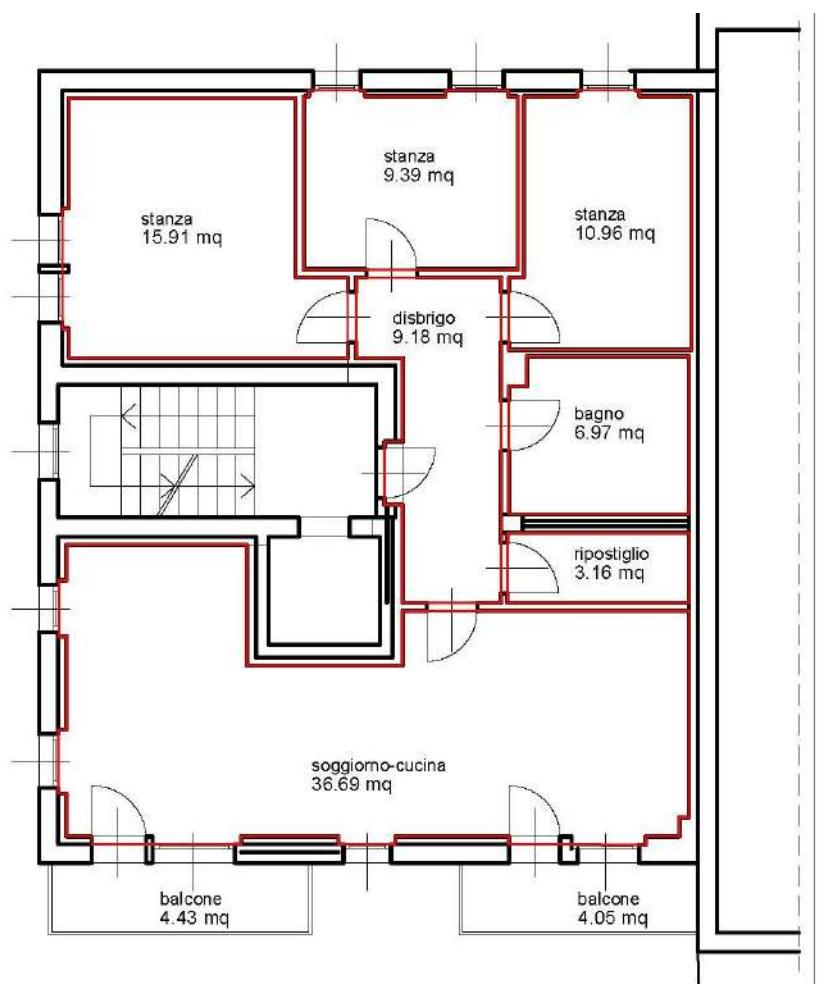 stanza
9.39 mq
stanza
15.91 mq
stanza
10.96 mq
disbrigo
9.18 mq
bagno
6.97 mq
ripostiglio
3.16 mq
soggiorno-cucina
36.69 mq
balcone
4.43 mq
balcone
4.05 mq